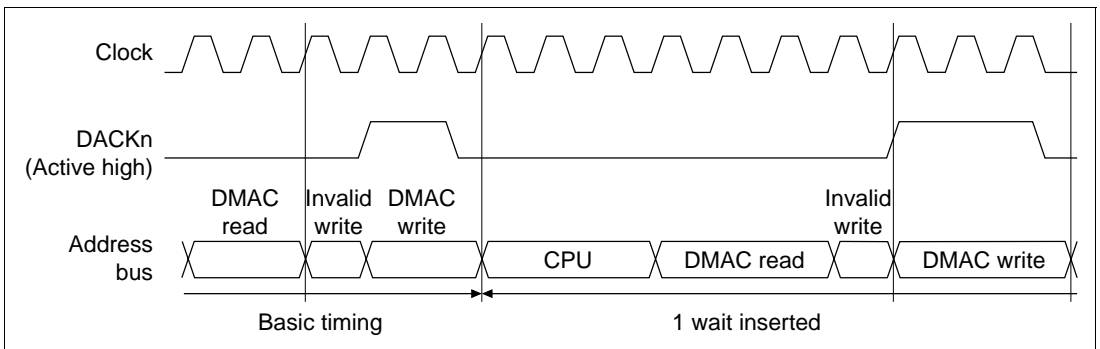 Clock
DACKn
(Active high)
DMAC
read
Invalid
write
DMAC
write
Invalid
write
Address
bus
CPU
DMAC read
DMAC write
Basic timing
1 wait inserted